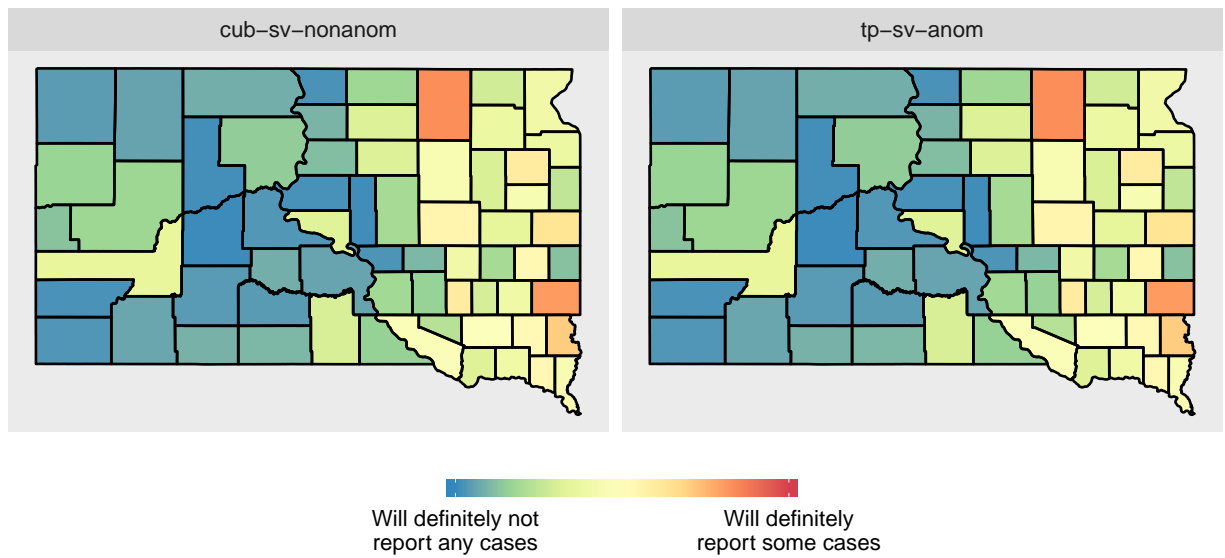 cub−sv−nonanom
tp−sv−anom
Will definitely not
report any cases
Will definitely
report some cases